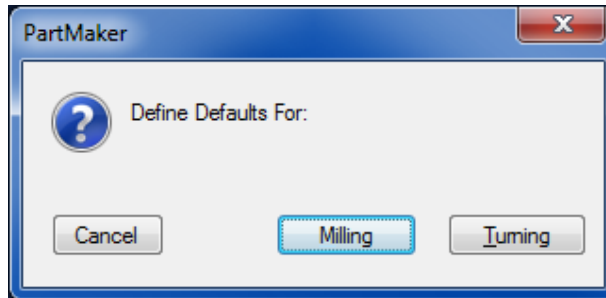 PartMaker
Define Defaults For:
Cancel
Milling
Turning